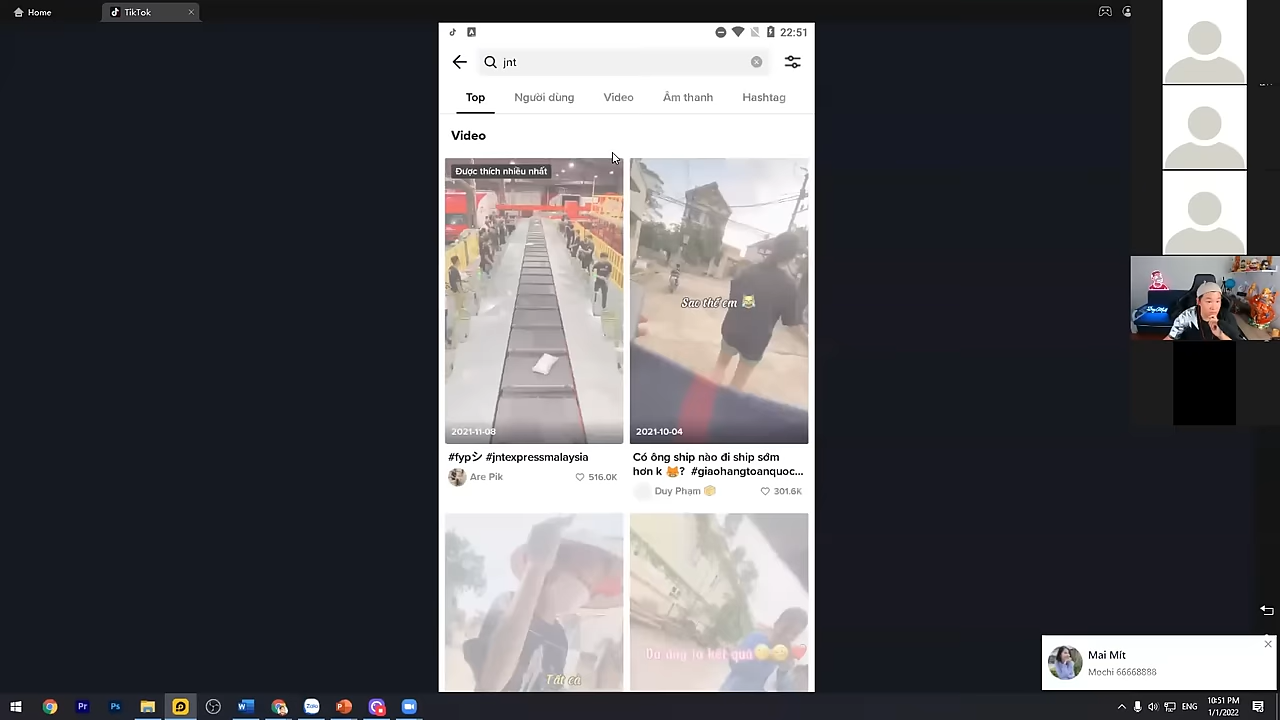 Home
TikTok
22:51
jnt
Top
Người dùng
Video
Âm thanh
Hashtag
Video
Được thích nhiều nhất
2021-11-08
#fypシ #jntexpressmalaysia
Are Pik
516.0K
Sao thế em
2021-10-04
Có ông ship nào đi ship sớm
hơn k 🐱? #giaohangtoanquoc...
Duy Phạm
301.6K
Tất cả
Mai Mít
Mochi 66668888
10:51 PM
1/1/2022